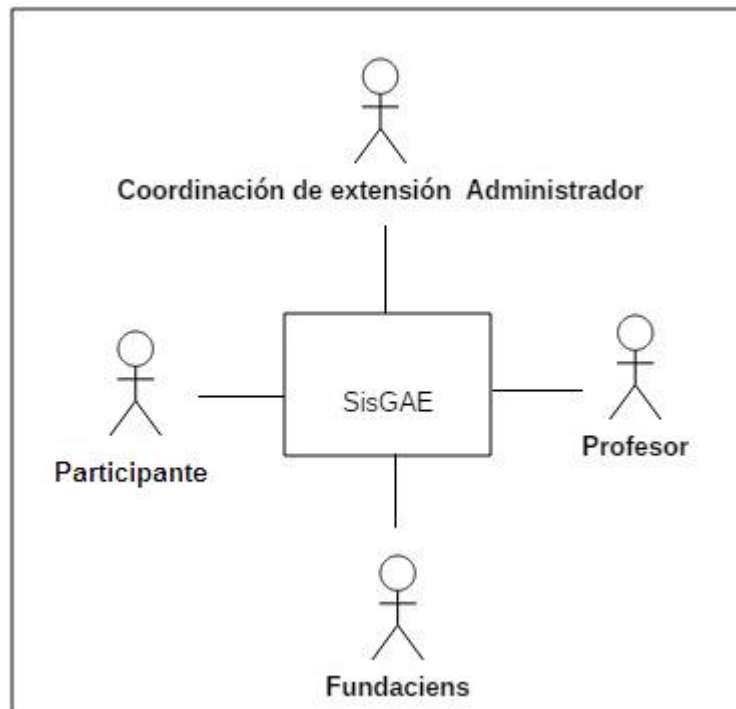 Coordinación de extensión Administrador
SisGAE
Profesor
Participante
Fundaciens